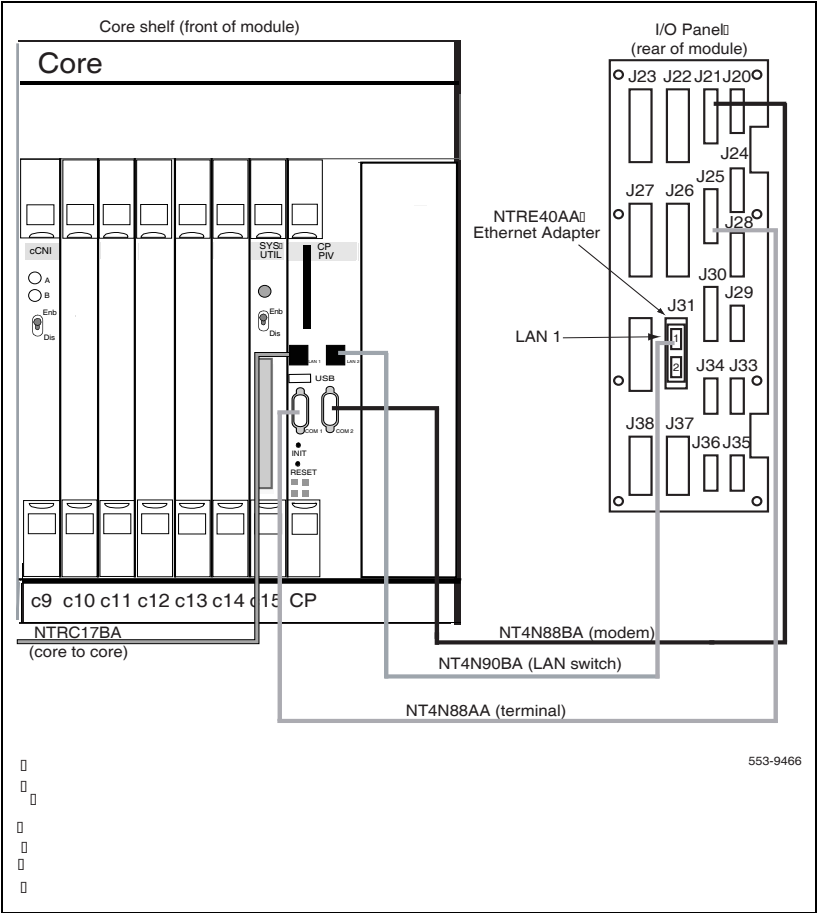 Core shelf (front of module)
I/O Panel
(rear of module)
Core
J23 J22 J21 J20
J24
J25
J27 J26
J28
NTRE40AA
Ethernet Adapter
J30
J29
J31
LAN 1
1
2
J34 J33
J38 J37
J36 J35
cCNI
A
B
Enb
Dis
SYS
UTIL
Enb
Dis
CP
PIV
LAN 1
LAN 2
USB
COM 1
COM 2
INIT
RESET
c9 c10 c11 c12 c13 c14 c15 CP
NTRC17BA
(core to core)
NT4N88BA (modem)
NT4N90BA (LAN switch)
NT4N88AA (terminal)
553-9466